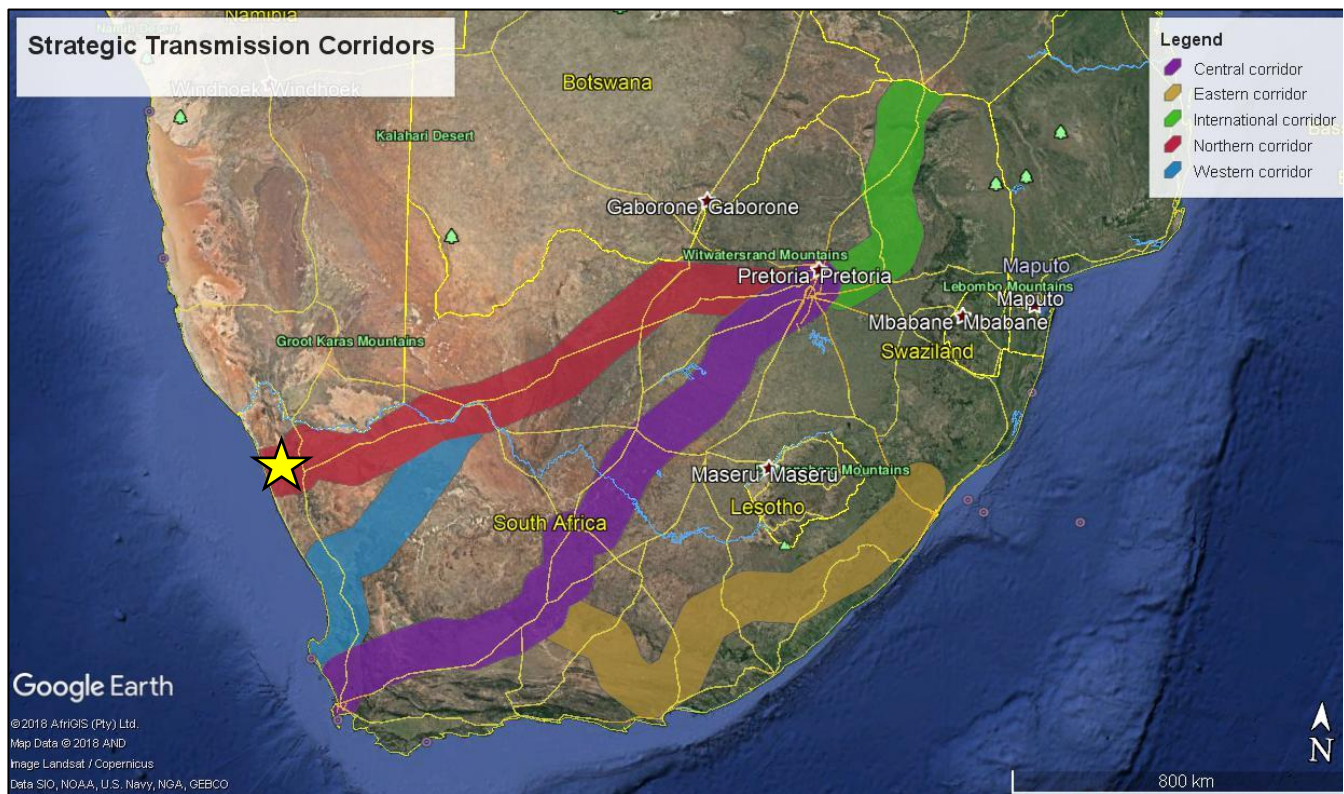 Strategic Transmission Corridors
Namibia
Windhoek Windhoek
Botswana
Kalahari Desert
Legend
Central corridor
Eastern corridor
International corridor
Northern corridor
Western corridor
Gaborone Gaborone
Witwatersrand Mountains
Pretoria Pretoria
Maputo
Lebombo Mountains
Maputo
Mbabane Mbabane
Swaziland
Groot Karas Mountains
Maseru Maseru
Mountains
Lesotho
South Africa
Google Earth
© 2018 AfriGIS (Pty) Ltd.
Map Data © 2018 AND
Image Landsat / Copernicus
Data SIO, NOAA, U.S. Navy, NGA, GEBCO
N
800 km